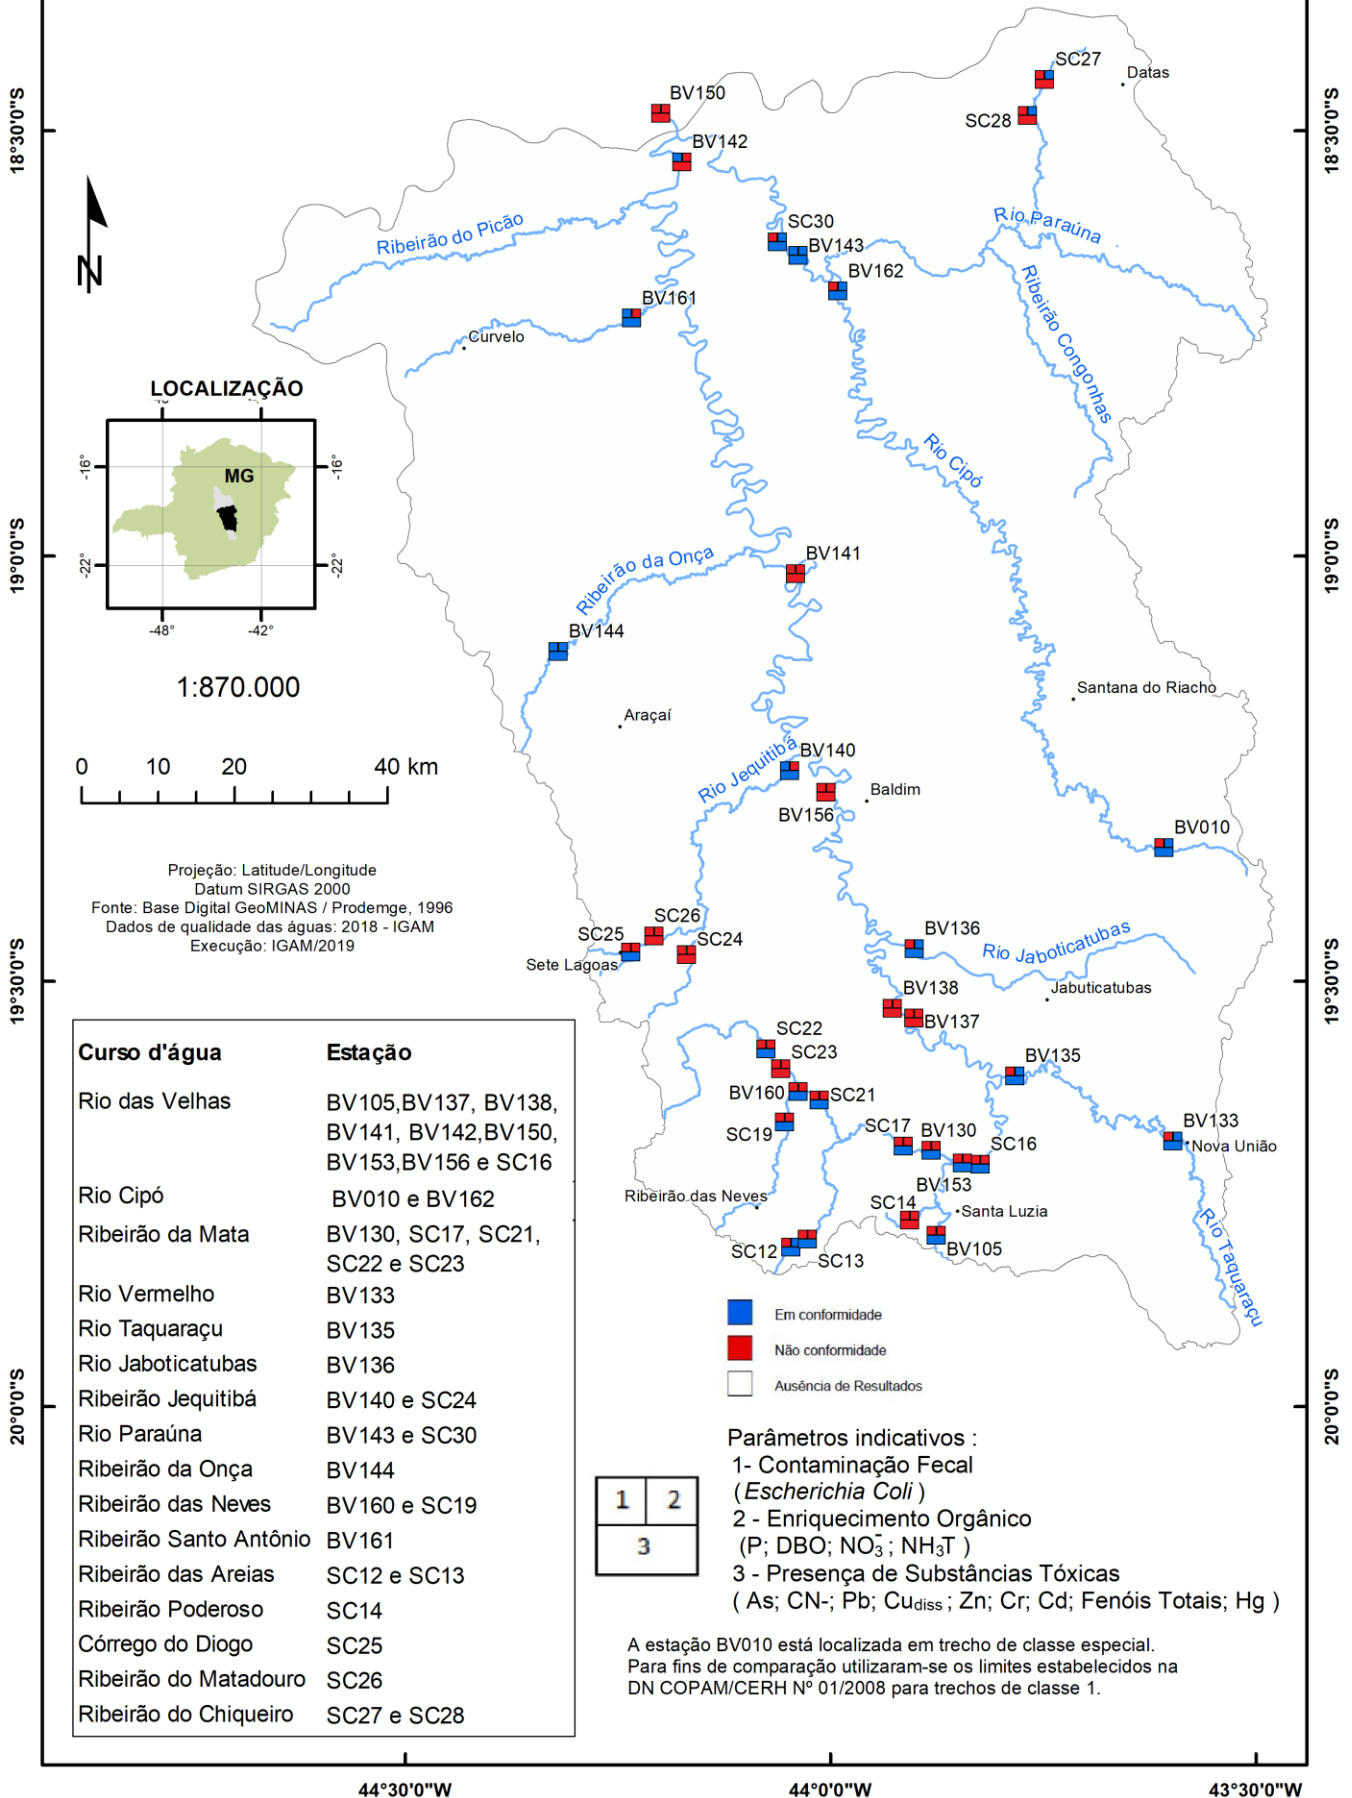 SC27
Datas
BV150
SC28
BV142
18°30'0"S
18°30'0"S
Rio Paraúna
Ribeirão do Picão
SC30
BV143
N
BV162
Ribeirão Congonhas
BV161
Curvelo
LOCALIZAÇÃO
Rio Cipó
-16°
MG
-16°
-22°
-22°
-48°
-42°
BV141
Ribeirão da Onça
19°0'0"S
19°0'0"S
BV144
1:870.000
Santana do Riacho
Araçaí
0 10 20 40 km
Rio Jequitibá
BV140
Baldim
BV156
BV010
Projeção: Latitude/Longitude
Datum SIRGAS 2000
Fonte: Base Digital GeoMINAS / Prodemge, 1996
Dados de qualidade das águas: 2018 - IGAM
Execução: IGAM/2019
SC26
SC25
SC24
Sete Lagoas
BV136
Rio Jaboticatubas
19°30'0"S
19°30'0"S
BV138
Jabuticatubas
BV137
SC22
SC23
BV135
BV160
SC21
SC19
SC17
BV130
SC16
BV133
Nova União
BV153
Ribeirão das Neves
SC14
Santa Luzia
SC12
SC13
BV105
Rio Taquaraçu
Curso d'água Estação
Rio das Velhas BV105,BV137, BV138,
BV141, BV142,BV150,
BV153,BV156 e SC16
Rio Cipó BV010 e BV162
Ribeirão da Mata BV130, SC17, SC21,
SC22 e SC23
Rio Vermelho BV133
Rio Taquaraçu BV135
Rio Jaboticatubas BV136
Ribeirão Jequitibá BV140 e SC24
Rio Paraúna BV143 e SC30
Ribeirão da Onça BV144
Ribeirão das Neves BV160 e SC19
Ribeirão Santo Antônio BV161
Ribeirão das Areias SC12 e SC13
Ribeirão Poderoso SC14
Córrego do Diogo SC25
Ribeirão do Matadouro SC26
Ribeirão do Chiqueiro SC27 e SC28
Em conformidade
Não conformidade
Ausência de Resultados
20°0'0"S
20°0'0"S
1 2
3
Parâmetros indicativos :
1- Contaminação Fecal
(Escherichia Coli )
2 - Enriquecimento Orgânico
(P; DBO; NO3-; NH3T )
3 - Presença de Substâncias Tóxicas
( As; CN-; Pb; Cudiss ; Zn; Cr; Cd; Fenóis Totais; Hg )
A estação BV010 está localizada em trecho de classe especial.
Para fins de comparação utilizaram-se os limites estabelecidos na
DN COPAM/CERH Nº 01/2008 para trechos de classe 1.
44°30'0"W
44°0'0"W
43°30'0"W